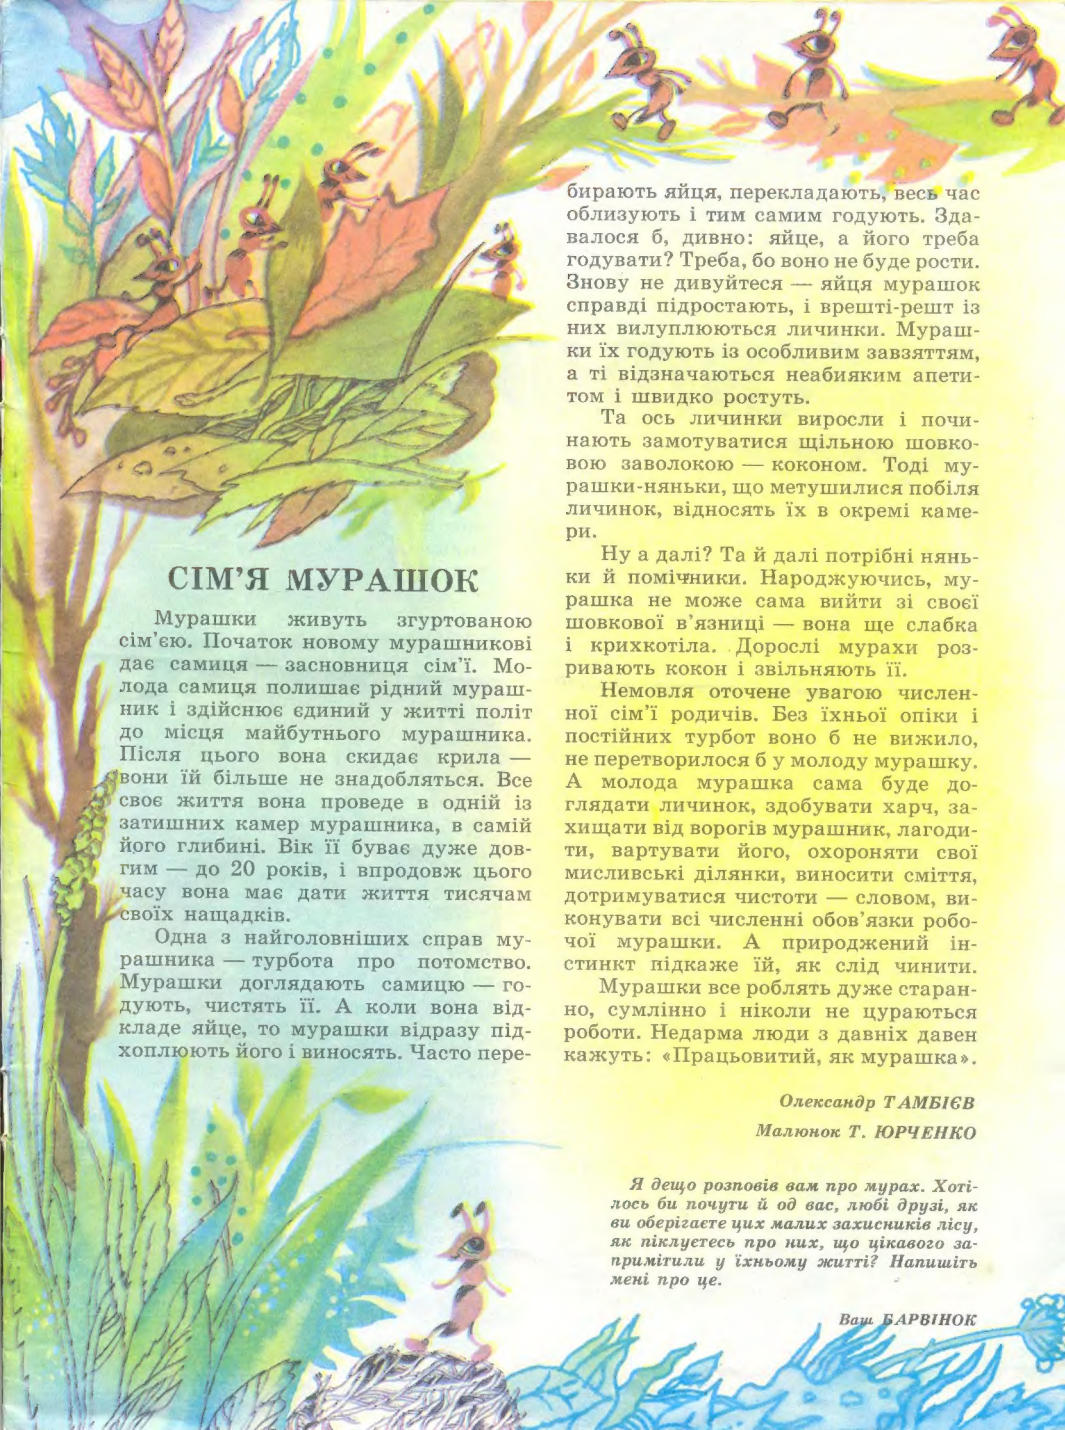 СІМ’Я МУРАШОК
Мурашки живуть згуртованою
сім’єю. Початок новому мурашникові
дає самиця — засновниця сім’ї. Мо-
лода самиця полишає рідний мураш-
ник і здійснює єдиний у житті політ
до місця майбутнього мурашника.
Після цього вона скидає крила —
вони їй більше не знадобляться. Все
своє життя вона проведе в одній із
затишних камер мурашника, в самій
його глибині. Вік її буває дуже дов-
гим — до 20 років, і впродовж цього
часу вона має дати життя тисячам
своїх нащадків.
Одна з найголовніших справ му-
рашника — турбота про потомство.
Мурашки доглядають самицю — го-
дують, чистять її. А коли вона від-
кладе яйце, то мурашки відразу під-
хоплюють його і виносять. Часто пере-
бирають яйця, перекладають, весь час
облизують і тим самим годують. Зда-
валося б, дивно: яйце, а його треба
годувати? Треба, бо воно не буде рости.
Знову не дивуйтеся — яйця мурашок
справді підростають, і врешті-решт із
них вилуплюються личинки. Мураш-
ки їх годують із особливим завзяттям,
а ті відзначаються неабияким апети-
том і швидко ростуть.
Та ось личинки виросли і почи-
нають замотуватися щільною шовко-
вою заволокою — коконом. Тоді му-
рашки-няньки, що метушилися побіля
личинок, відносять їх в окремі каме-
ри.
Ну а далі? Та й далі потрібні нянь-
ки й помічники. Народжуючись, му-
рашка не може сама вийти зі своєї
шовкової в’язниці — вона ще слабка
і крихкотіла. Дорослі мурахи роз-
ривають кокон і звільняють її.
Немовля оточене увагою числен-
ної сім’ї родичів. Без їхньої опіки і
постійних турбот воно б не вижило,
не перетворилося б у молоду мурашку.
А молода мурашка сама буде до-
глядати личинок, здобувати харч, за-
хищати від ворогів мурашник, лагоди-
ти, вартувати його, охороняти свої
мисливські ділянки, виносити сміття,
дотримуватися чистоти — словом, ви-
конувати всі численні обов’язки робо-
чої мурашки. А природжений ін-
стинкт підкаже їй, як слід чинити.
Мурашки все роблять дуже старан-
но, сумлінно і ніколи не цураються
роботи. Недарма люди з давніх давен
кажуть: «Працьовитий, як мурашка».
Олександр ТАМБІЄВ
Малюнок Т. ЮРЧЕНКО
Я дещо розповів вам про мурах. Хоті-
лось би почути й од вас, любі друзі, як
ви оберігаєте цих малих захисників лісу,
як піклуєтесь про них, що цікавого за-
примітили у їхньому житті? Напишіть
мені про це.
Ваш БАРВІНОК